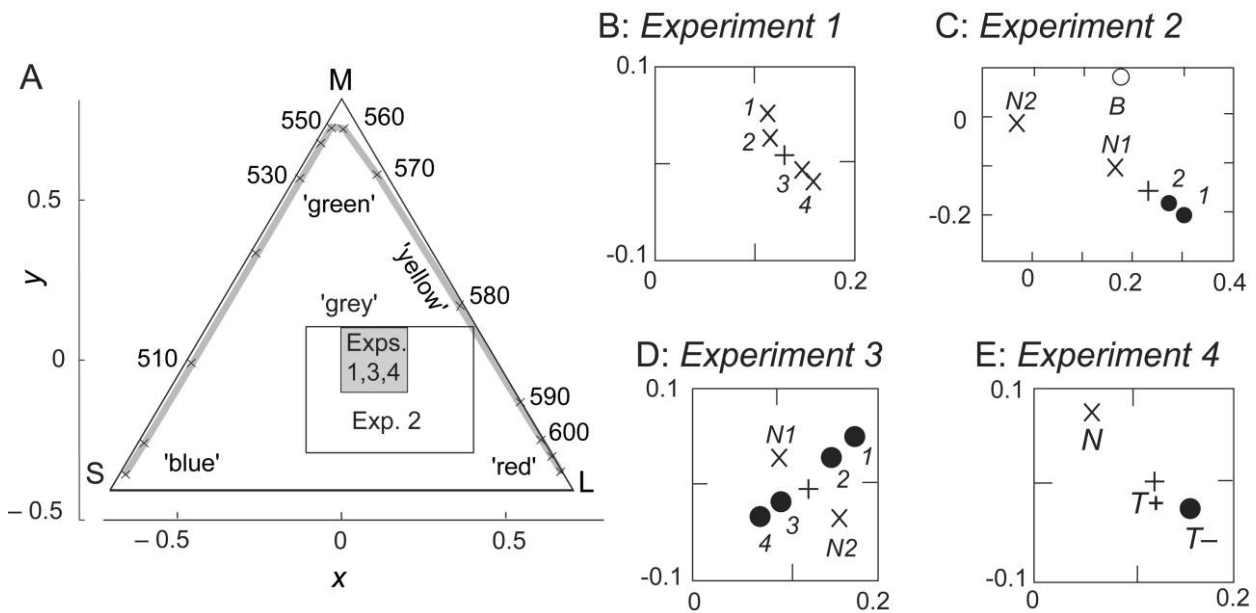 A
M
550
560
530
570
0.5
'green'
'yellow'
y
'grey'
580
510
Exps.
1,3,4
0
590
Exp. 2
600
S
'blue'
'red'
L
– 0.5
– 0.5
0
0.5
x
B: Experiment 1
0.1
1
2
3
4
-0.1
0
0.2
C: Experiment 2
N2
B
0
N1
2
1
-0.2
0
0.2
0.4
D: Experiment 3
0.1
N1
1
2
3
4
N2
-0.1
0
0.2
E: Experiment 4
0.1
N
T+
T–
-0.1
0
0.2